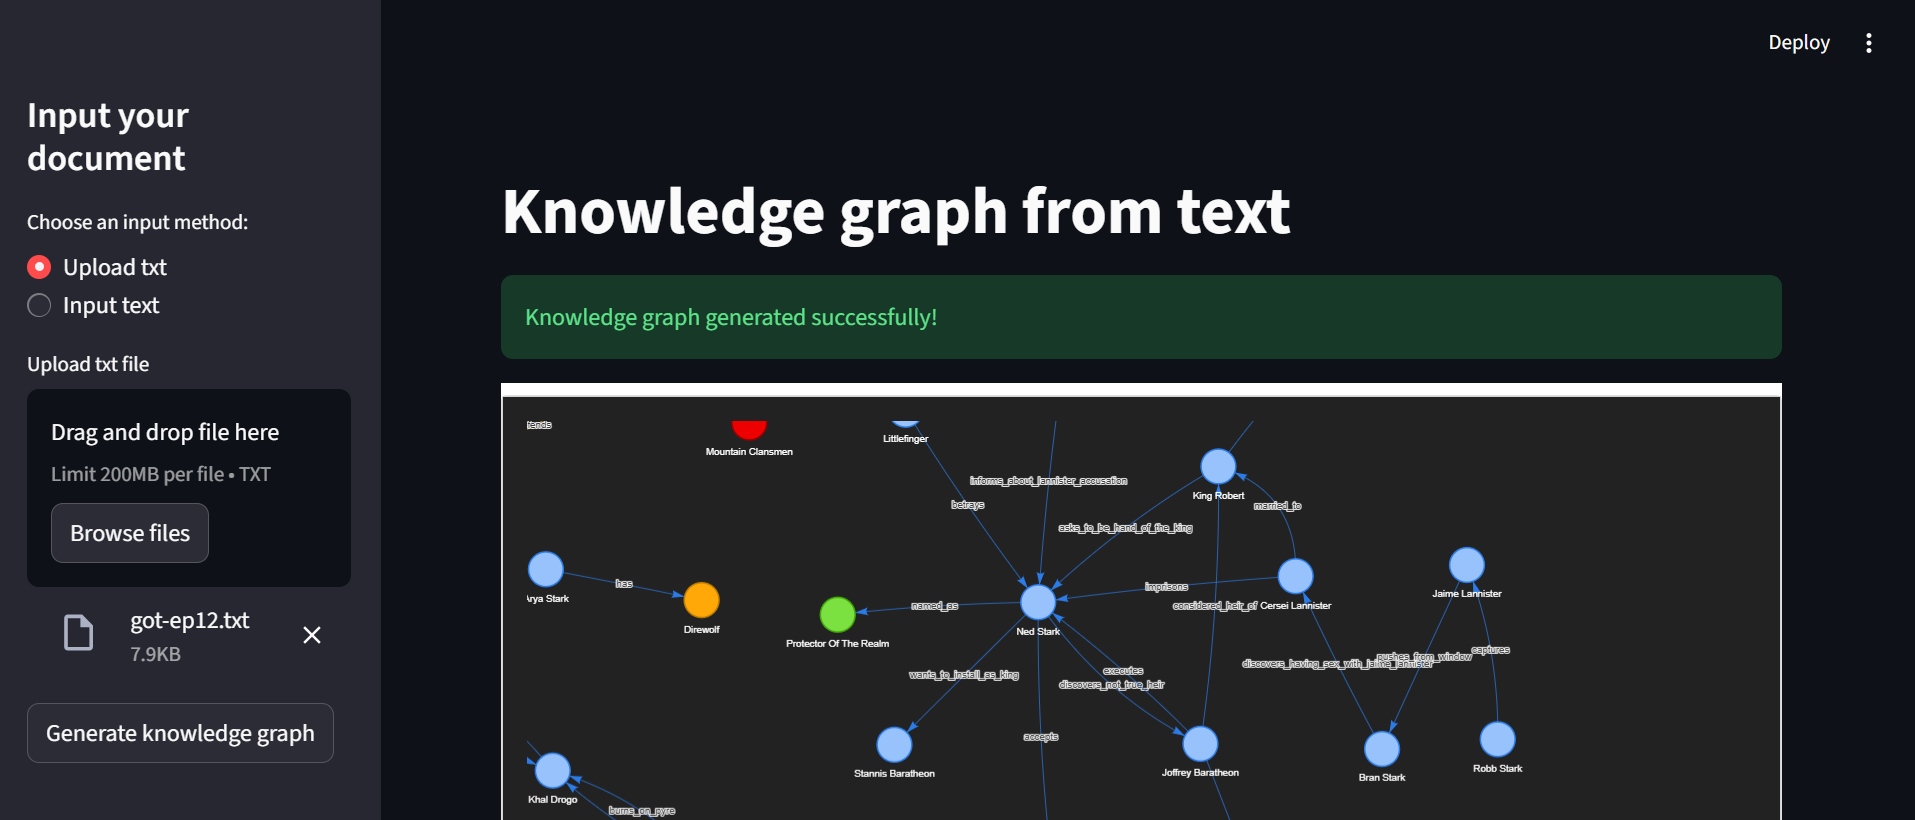 Deploy
Input your
document
Choose an input method:
Upload txt
Input text
Upload txt file
Drag and drop file here
Limit 200MB per file • TXT
Browse files
got-ep12.txt
7.9KB
Generate knowledge graph
Knowledge graph from text
Knowledge graph generated successfully!
Littlefinger
Mountain Clansmen
informs_about_lannister_accusation
King Robert
betrays
married_to
asks_to_be_hand_of_the_king
has
imprisons
Jaime Lannister
Arya Stark
named_as
considered_heir_of
Cersei Lannister
Direwolf
Ned Stark
Protector Of The Realm
captures
pushes_from_window
discovers_having_sex_with_jaime_lannister
executes
wants_to_install_as_king
discovers_not_true_heir
accepts
Robb Stark
Stannis Baratheon
Joffrey Baratheon
Bran Stark
Khal Drogo
burns_on_pyre